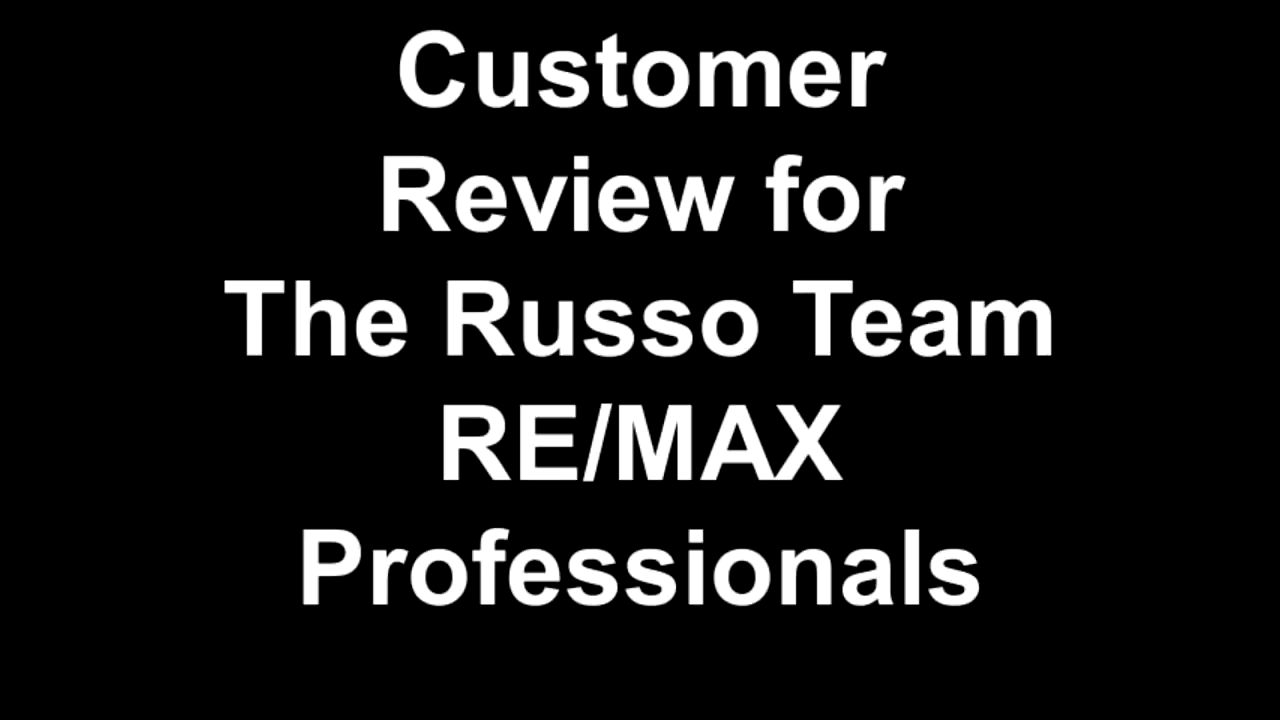 Customer
Review for
The Russo Team
RE/MAX
Professionals